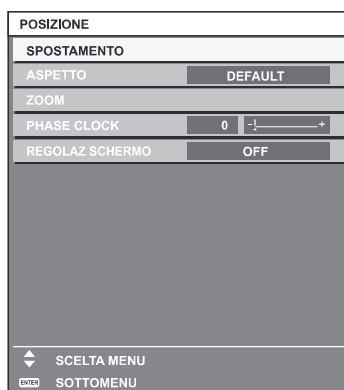 POSIZIONE
SPOSTAMENTO
ASPETTO DEFAULT
ZOOM
PHASE CLOCK 0 - +
REGOLAZ SCHERMO OFF
SCELTA MENU
ENTER SOTTOMENU